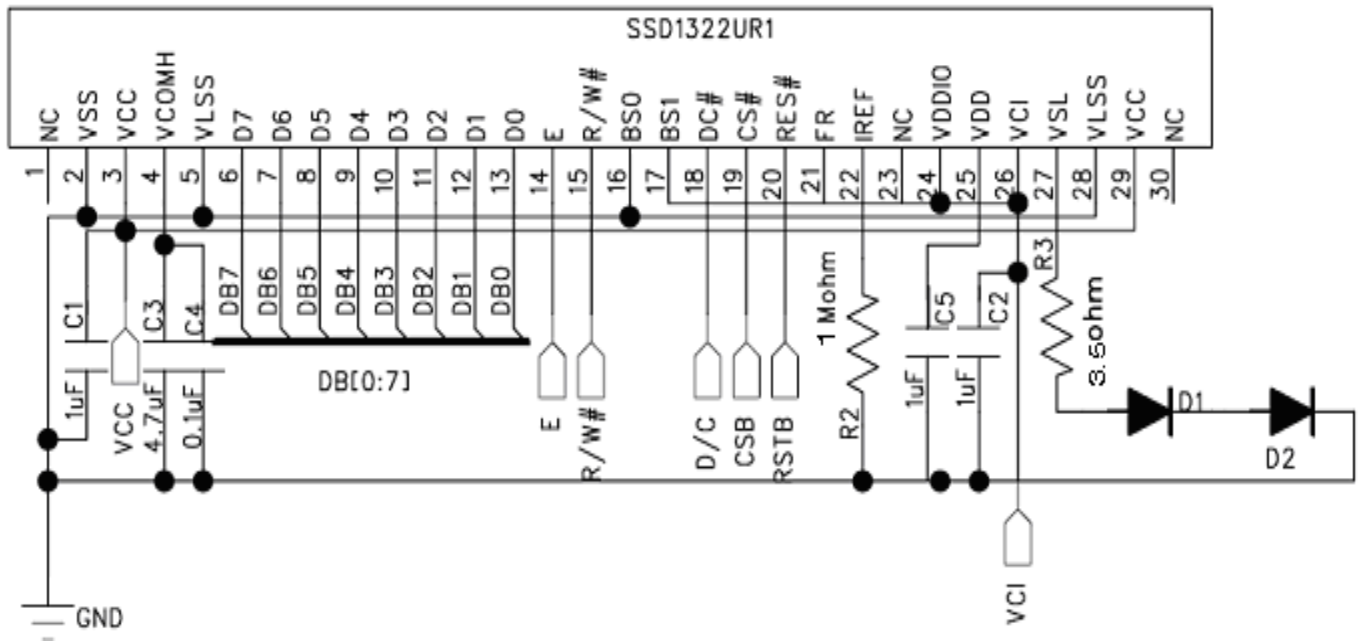 SSD1322UR1
NC
VSS
VCC
VCOMH
VLSS
D7
D6
D5
D4
D3
D2
D1
D0
E
R/W#
BS0
BS1
DC#
CS#
RES#
FR
IREF
NC
VDDIO
VDD
VCI
VSL
VLSS
VCC
NC
1
2
3
4
5
6
7
8
9
10
11
12
13
14
15
16
17
18
19
20
21
22
23
24
25
26
27
28
29
30
C1
1uF
VCC
C3
4.7uF
C4
0.1uF
DB7
DB6
DB5
DB4
DB3
DB2
DB1
DB0
DB[0:7]
E
R/W#
D/C
CSB
RSTB
1 Mohm
R2
C5
1uF
C2
1uF
R3
3.5ohm
D1
D2
VCI
GND